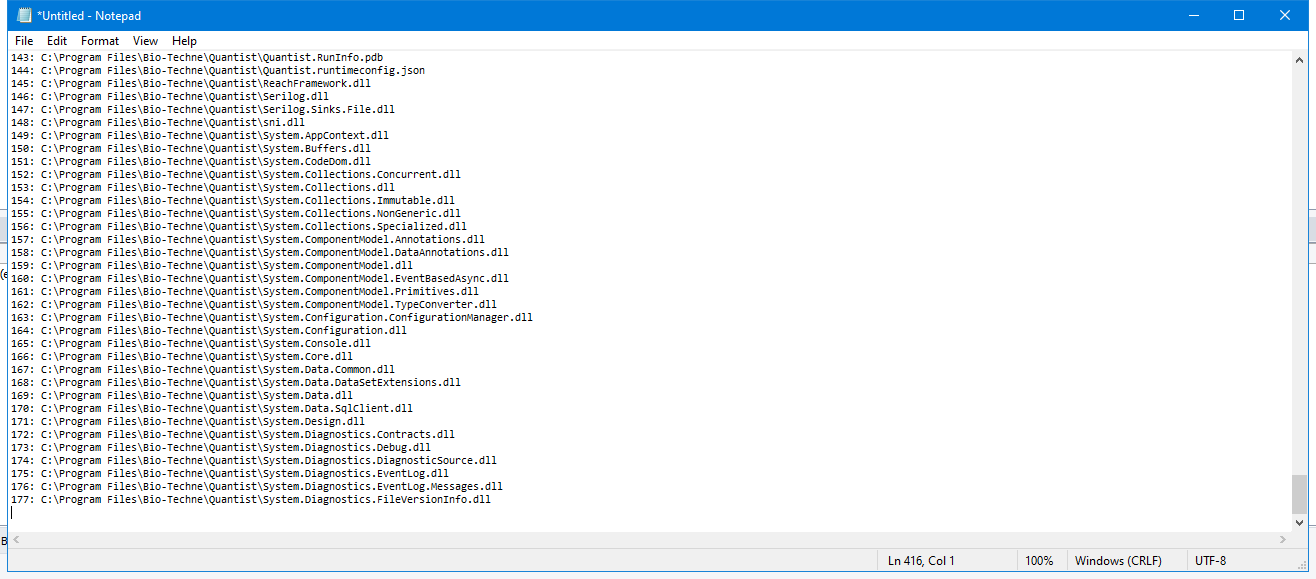 *Untitled - Notepad
File Edit Format View Help
143: C:\Program Files\Bio-Techne\Quantist\Quantist.RunInfo.pdb
144: C:\Program Files\Bio-Techne\Quantist\Quantist.runtimeconfig.json
145: C:\Program Files\Bio-Techne\Quantist\ReachFramework.dll
146: C:\Program Files\Bio-Techne\Quantist\Serilog.dll
147: C:\Program Files\Bio-Techne\Quantist\Serilog.Sinks.File.dll
148: C:\Program Files\Bio-Techne\Quantist\sni.dll
149: C:\Program Files\Bio-Techne\Quantist\System.AppContext.dll
150: C:\Program Files\Bio-Techne\Quantist\System.Buffers.dll
151: C:\Program Files\Bio-Techne\Quantist\System.CodeDom.dll
152: C:\Program Files\Bio-Techne\Quantist\System.Collections.Concurrent.dll
153: C:\Program Files\Bio-Techne\Quantist\System.Collections.dll
154: C:\Program Files\Bio-Techne\Quantist\System.Collections.Immutable.dll
155: C:\Program Files\Bio-Techne\Quantist\System.Collections.NonGeneric.dll
156: C:\Program Files\Bio-Techne\Quantist\System.Collections.Specialized.dll
157: C:\Program Files\Bio-Techne\Quantist\System.ComponentModel.Annotations.dll
158: C:\Program Files\Bio-Techne\Quantist\System.ComponentModel.DataAnnotations.dll
159: C:\Program Files\Bio-Techne\Quantist\System.ComponentModel.dll
160: C:\Program Files\Bio-Techne\Quantist\System.ComponentModel.EventBasedAsync.dll
161: C:\Program Files\Bio-Techne\Quantist\System.ComponentModel.Primitives.dll
162: C:\Program Files\Bio-Techne\Quantist\System.ComponentModel.TypeConverter.dll
163: C:\Program Files\Bio-Techne\Quantist\System.Configuration.ConfigurationManager.dll
164: C:\Program Files\Bio-Techne\Quantist\System.Configuration.dll
165: C:\Program Files\Bio-Techne\Quantist\System.Console.dll
166: C:\Program Files\Bio-Techne\Quantist\System.Core.dll
167: C:\Program Files\Bio-Techne\Quantist\System.Data.Common.dll
168: C:\Program Files\Bio-Techne\Quantist\System.Data.DataSetExtensions.dll
169: C:\Program Files\Bio-Techne\Quantist\System.Data.dll
170: C:\Program Files\Bio-Techne\Quantist\System.Data.SqlClient.dll
171: C:\Program Files\Bio-Techne\Quantist\System.Design.dll
172: C:\Program Files\Bio-Techne\Quantist\System.Diagnostics.Contracts.dll
173: C:\Program Files\Bio-Techne\Quantist\System.Diagnostics.Debug.dll
174: C:\Program Files\Bio-Techne\Quantist\System.Diagnostics.DiagnosticSource.dll
175: C:\Program Files\Bio-Techne\Quantist\System.Diagnostics.EventLog.dll
176: C:\Program Files\Bio-Techne\Quantist\System.Diagnostics.EventLog.Messages.dll
177: C:\Program Files\Bio-Techne\Quantist\System.Diagnostics.FileVersionInfo.dll
Ln 416, Col 1 100% Windows (CRLF) UTF-8